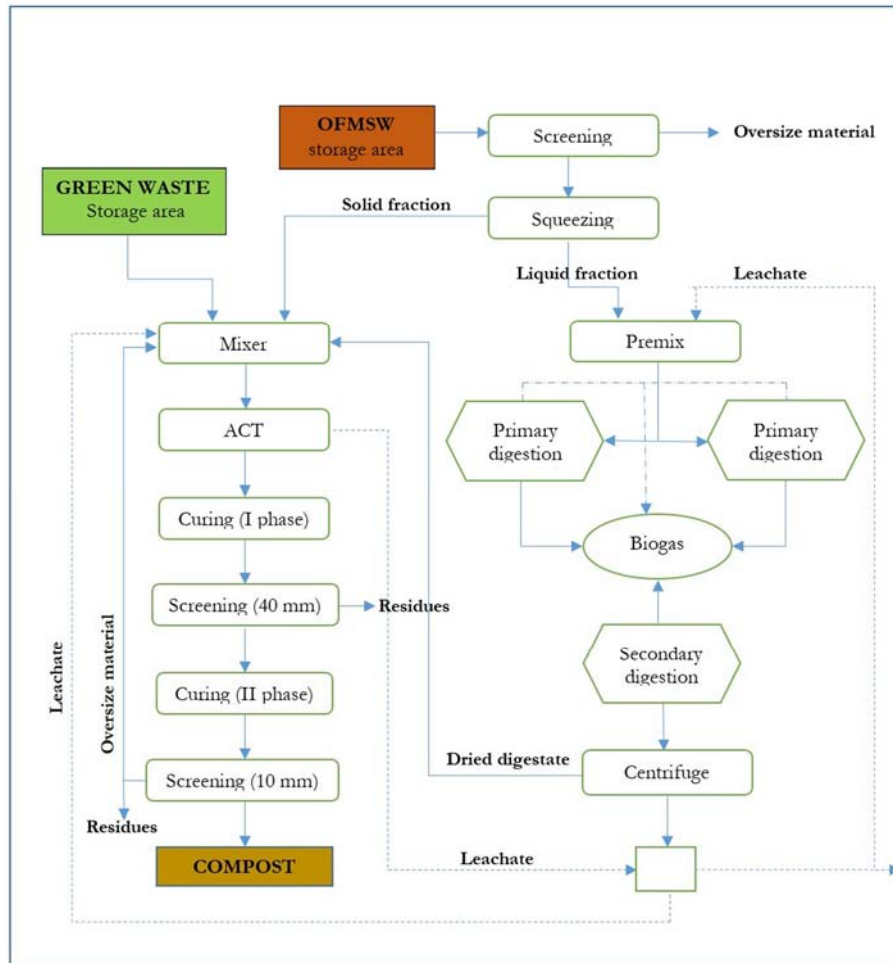 OFMSW
storage area
Screening
Oversize material
GREEN WASTE
Storage area
Solid fraction
Squeezing
Liquid fraction
Leachate
Mixer
Premix
ACT
Primary
digestion
Primary
digestion
Curing (I phase)
Biogas
Screening (40 mm)
Residues
Secondary
digestion
Leachate
Oversize material
Curing (II phase)
Dried digestate
Centrifuge
Screening (10 mm)
Residues
COMPOST
Leachate